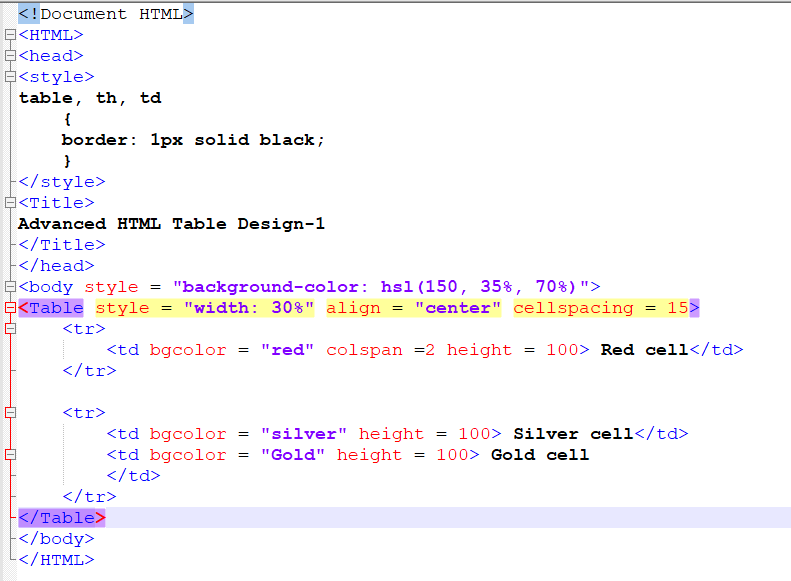 <!Document HTML>
<HTML>
<head>
<style>
table, th, td
{
border: 1px solid black;
}
</style>
<Title>
Advanced HTML Table Design-1
</Title>
</head>
<body style = "background-color: hsl(150, 35%, 70%)">
<Table style = "width: 30%" align = "center" cellspacing = 15>
<tr>
<td bgcolor = "red" colspan =2 height = 100> Red cell</td>
</tr>
<tr>
<td bgcolor = "silver" height = 100> Silver cell</td>
<td bgcolor = "Gold" height = 100> Gold cell
</td>
</tr>
</Table>
</body>
</HTML>